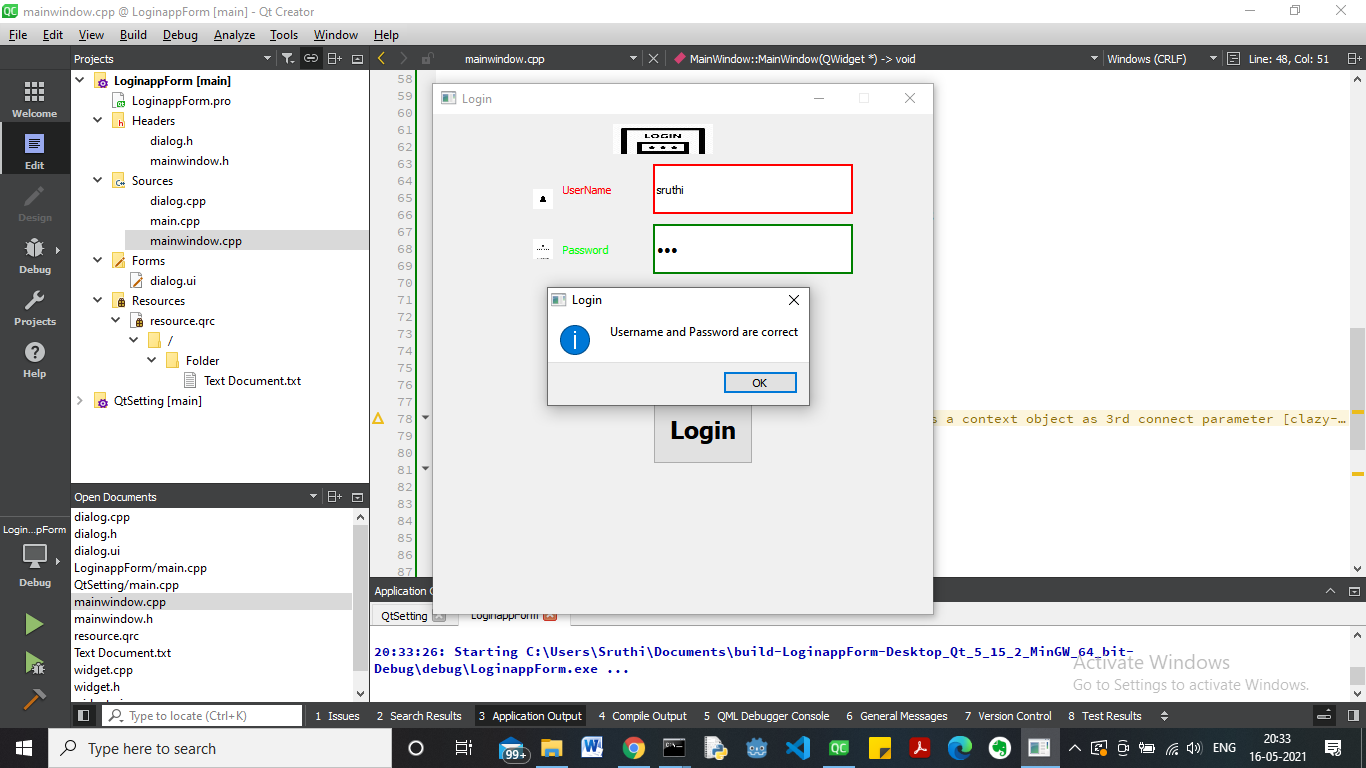 mainwindow.cpp @ LoginappForm [main] - Qt Creator
File Edit View Build Debug Analyze Tools Window Help
Projects
mainwindow.cpp
MainWindow::MainWindow(QWidget *) -> void
Windows (CRLF)
Line: 48, Col: 51
Welcome
Edit
Design
Debug
Projects
Help
Login...pForm
Debug
LoginappForm [main]
LoginappForm.pro
Headers
dialog.h
mainwindow.h
Sources
dialog.cpp
main.cpp
mainwindow.cpp
Forms
dialog.ui
Resources
resource.qrc
/
Folder
Text Document.txt
QtSetting [main]
Open Documents
dialog.cpp
dialog.h
dialog.ui
LoginappForm/main.cpp
QtSetting/main.cpp
mainwindow.cpp
mainwindow.h
resource.qrc
Text Document.txt
widget.cpp
widget.h
58
59
60
61
62
63
64
65
66
67
68
69
70
71
72
73
74
75
76
77
78
79
80
81
82
83
84
85
86
87
s a context object as 3rd connect parameter [clazy-...
Login
LOGIN
UserName
sruthi
Password
Login
Username and Password are correct
OK
Login
Application
QtSetting
LoginappForm
20:33:26: Starting C:\Users\Sruthi\Documents\build-LoginappForm-Desktop_Qt_5_15_2_MinGW_64_bit-
Debug\debug\LoginappForm.exe ...
Activate Windows
Go to Settings to activate Windows.
Type to locate (Ctrl+K)
1 Issues 2 Search Results 3 Application Output 4 Compile Output 5 QML Debugger Console 6 General Messages 7 Version Control 8 Test Results
Type here to search
99+
ENG
20:33
16-05-2021